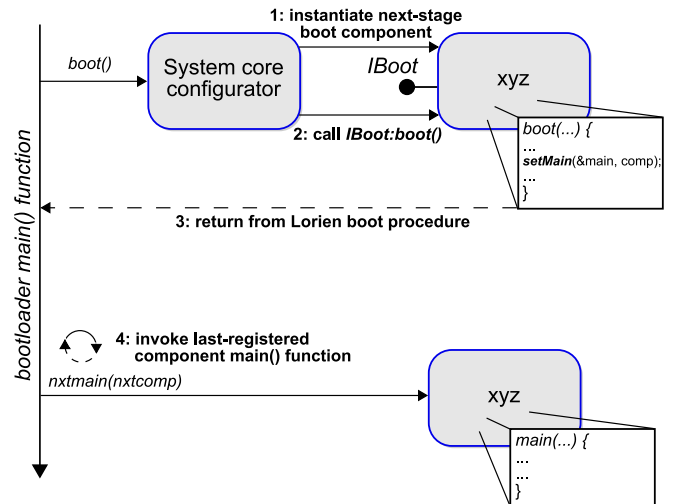 1: instantiate next-stage
boot component
boot()
System core
configurator
IBoot
xyz
2: call IBoot:boot()
boot(...) {
...
setMain(&main, comp);
...
}
3: return from Lorien boot procedure
bootloader main() function
4: invoke last-registered
component main() function
nxtmain(nxtcomp)
xyz
main(...) {
...
...
}